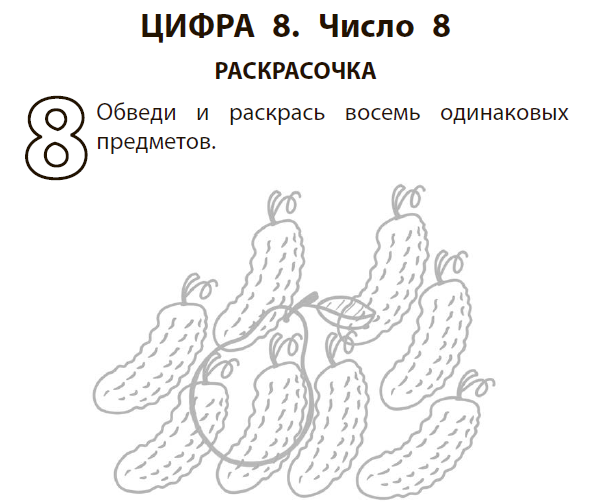 ЦИФРА 8. Число 8
РАСКРАСОЧКА
8 Обведи и раскрась восемь одинаковых
предметов.